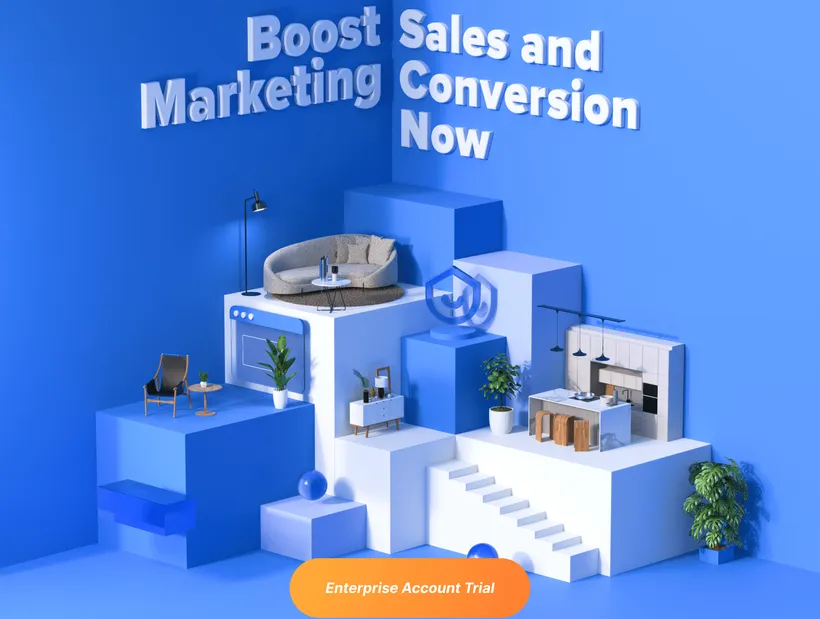 Boost
Marketing
Sales and
Conversion
Now
Enterprise Account Trial